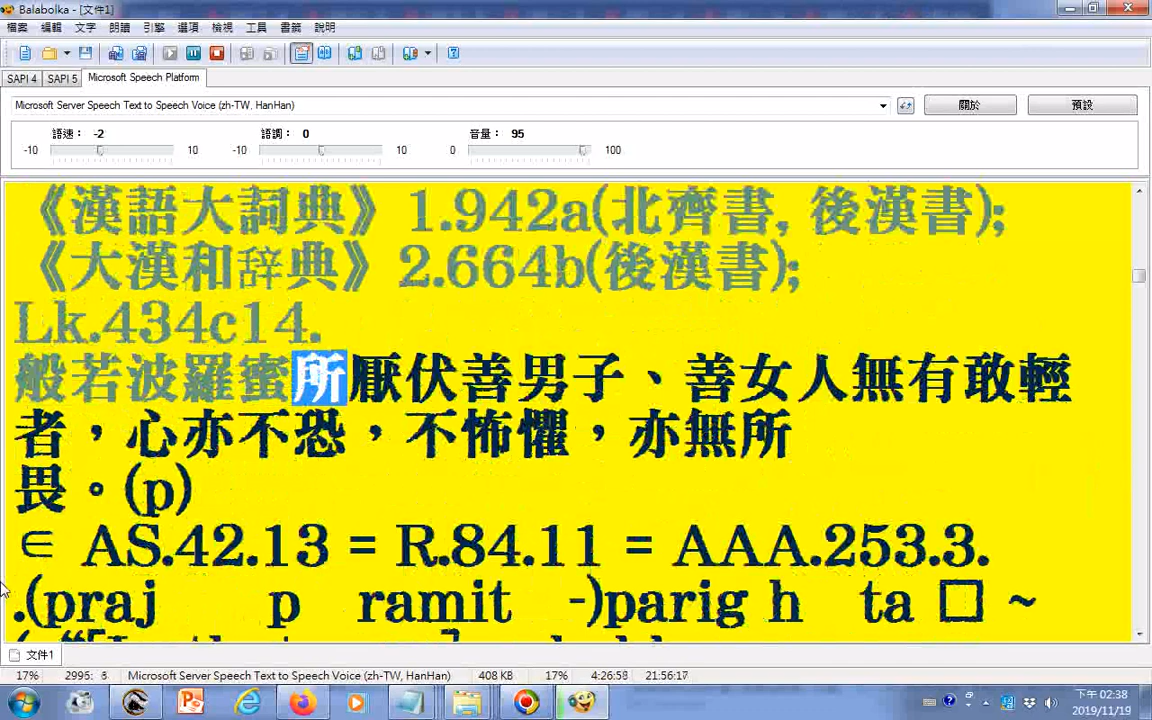 Balabolka - [文件1]
檔案 編輯 文字 朗讀 引擎 選項 檢視 工具 書籤 說明
SAPI 4 SAPI 5 Microsoft Speech Platform
Microsoft Server Speech Text to Speech Voice (zh-TW, HanHan) 關於 預設
語速： -2 語調： 0 音量： 95
-10 10 -10 10 0 100
《漢語大詞典》 1.942a(北齊書, 後漢書);
《大漢和辞典》 2.664b(後漢書);
Lk.434c14.
般若波羅蜜所厭伏善男子、善女人無有敢輕
者，心亦不恐，不怖懼，亦無所
畏。(p)
∈ AS.42.13 = R.84.11 = AAA.253.3.
.(praj p ramit -)parig h ta □ ~
文件1
17% 2995: Microsoft Server Speech Text to Speech Voice (zh-TW, HanHan) 408 KB 17% 4:26:58 21:56:17
下午 02:38
2019/11/19